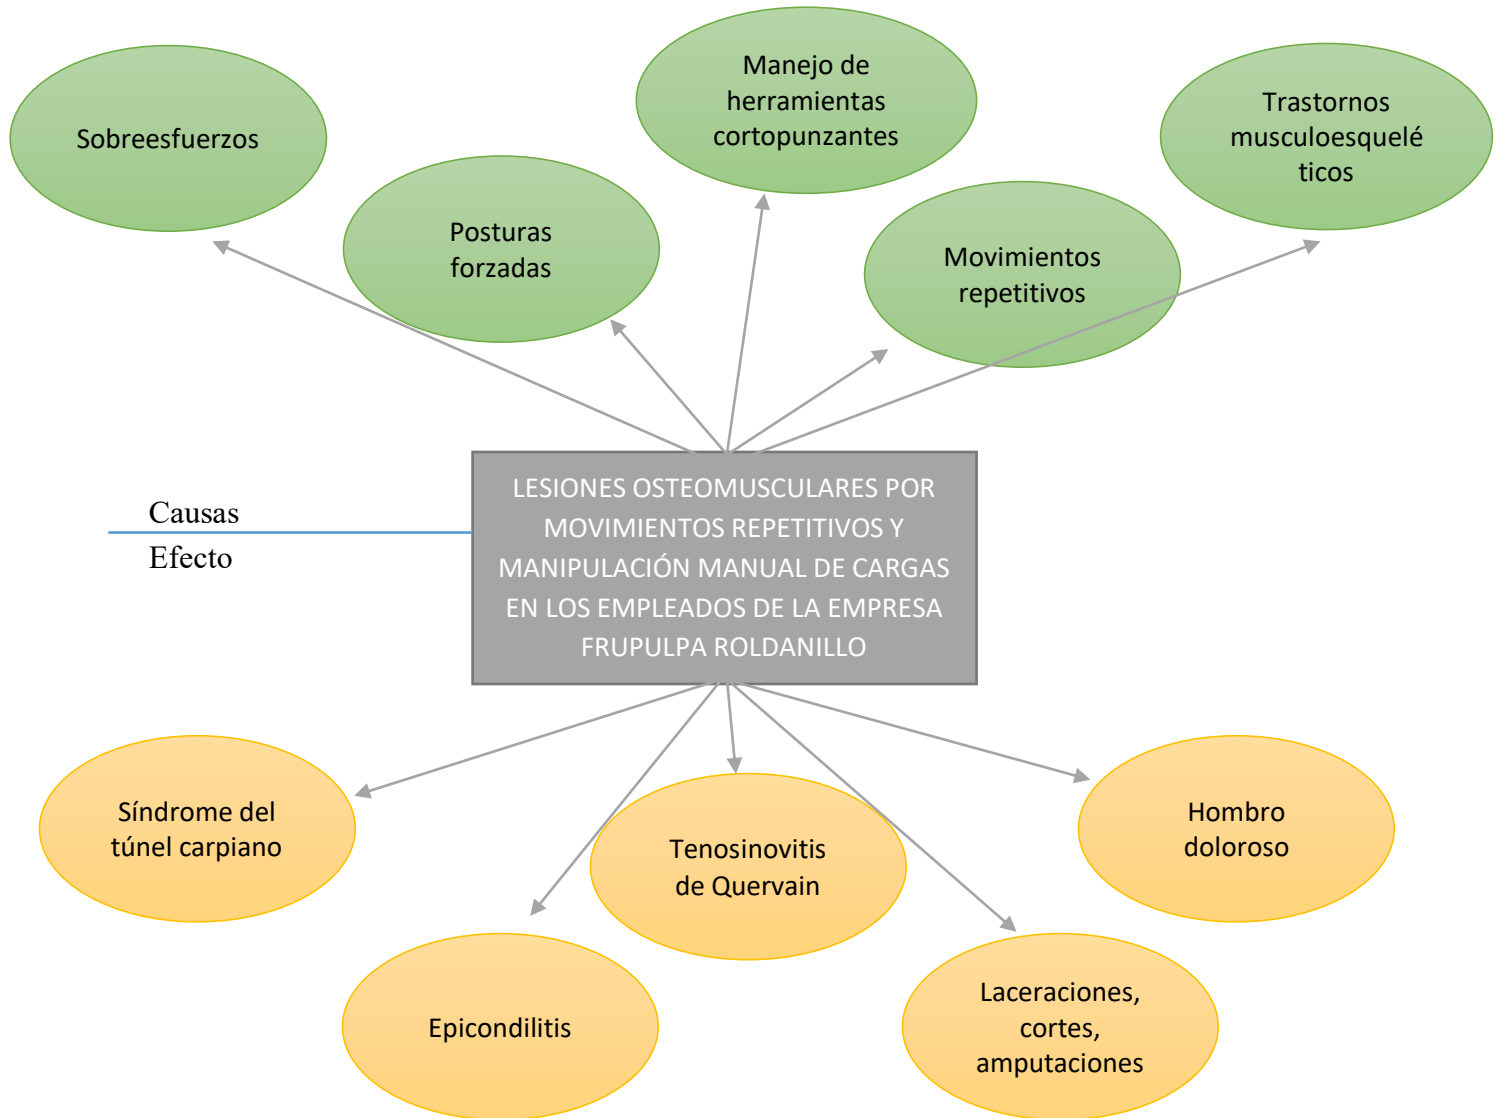 Sobreesfuerzos
Posturas
forzadas
Manejo de
herramientas
cortopunzantes
Movimientos
repetitivos
Trastornos
musculoesquelé
ticos
Causas
Efecto
LESIONES OSTEOMUSCULARES POR
MOVIMIENTOS REPETITIVOS Y
MANIPULACIÓN MANUAL DE CARGAS
EN LOS EMPLEADOS DE LA EMPRESA
FRUPULPA ROLDANILLO
Síndrome del
túnel carpiano
Epicondilitis
Tenosinovitis
de Quervain
Laceraciones,
cortes,
amputaciones
Hombro
doloroso